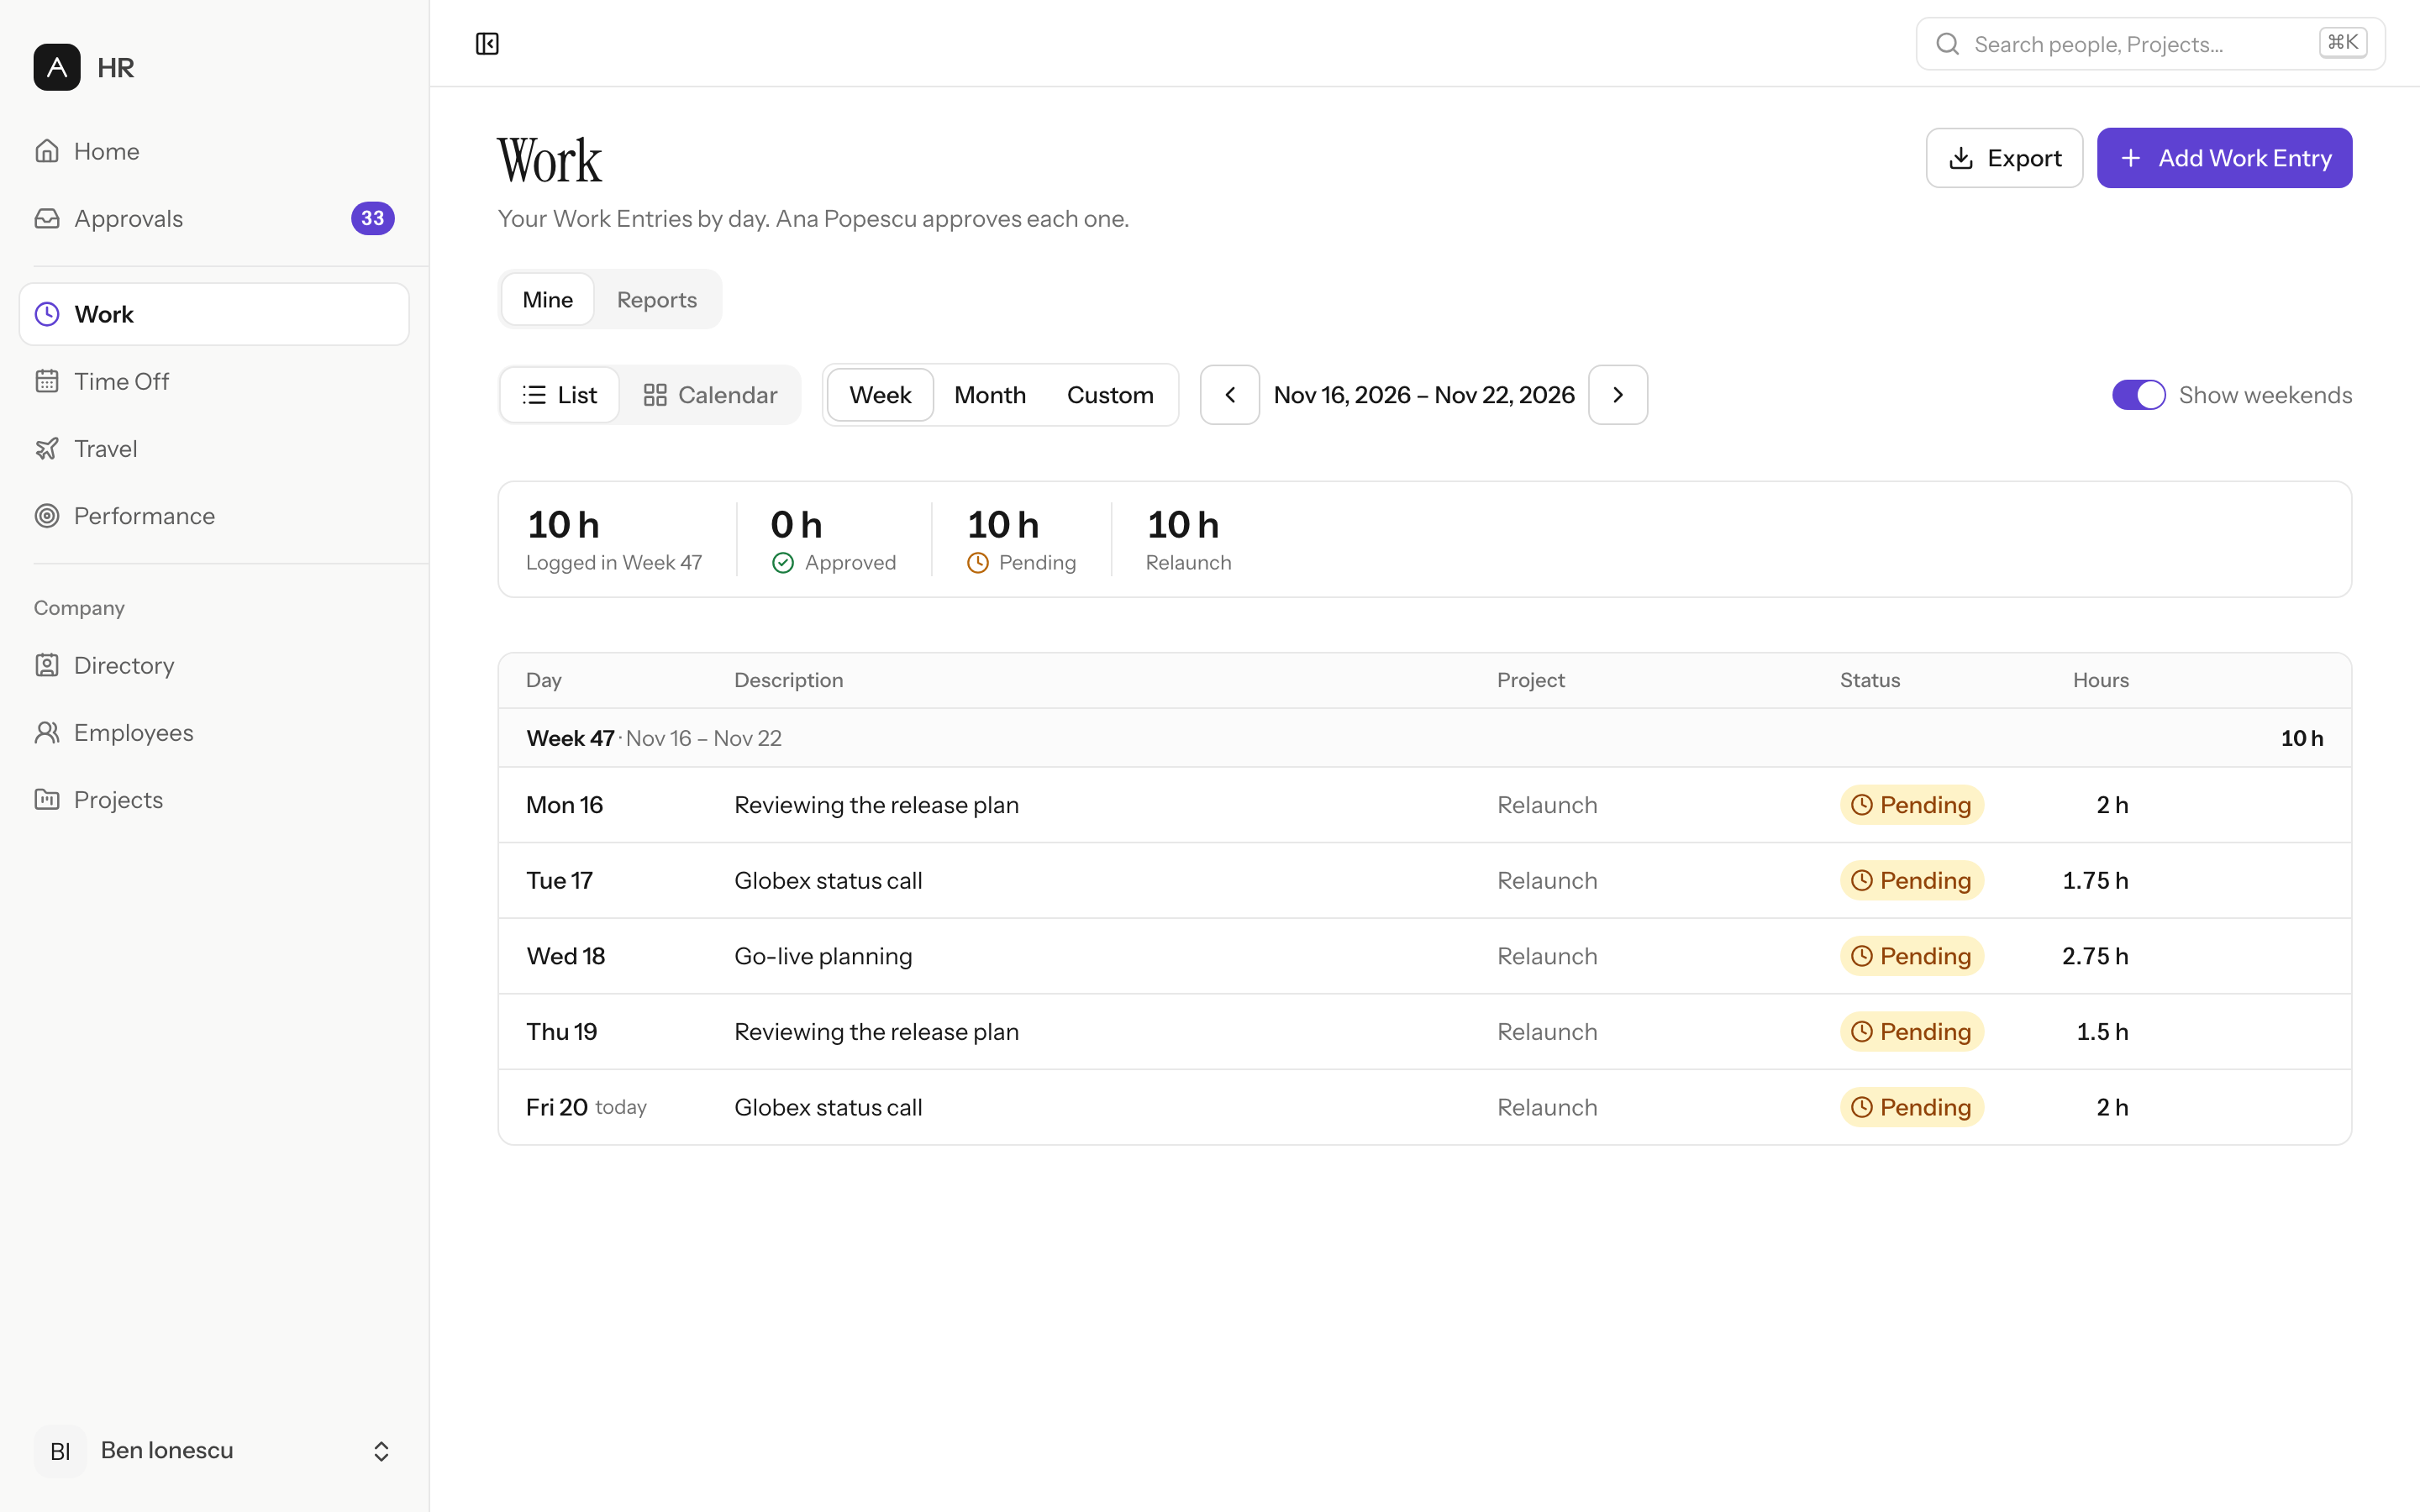 HR
Home
Approvals 33
Work
Time Off
Travel
Performance
Company
Directory
Employees
Projects
BI Ben Ionescu
Search people, Projects... ⌘K
Work
Export
Add Work Entry
Your Work Entries by day. Ana Popescu approves each one.
Mine Reports
List Calendar Week Month Custom Nov 16, 2026 – Nov 22, 2026 Show weekends
10 h 0 h 10 h 10 h
Logged in Week 47 Approved Pending Relaunch
Day Description Project Status Hours
Week 47 · Nov 16 – Nov 22 10 h
Mon 16 Reviewing the release plan Relaunch Pending 2 h
Tue 17 Globex status call Relaunch Pending 1.75 h
Wed 18 Go-live planning Relaunch Pending 2.75 h
Thu 19 Reviewing the release plan Relaunch Pending 1.5 h
Fri 20 today Globex status call Relaunch Pending 2 h